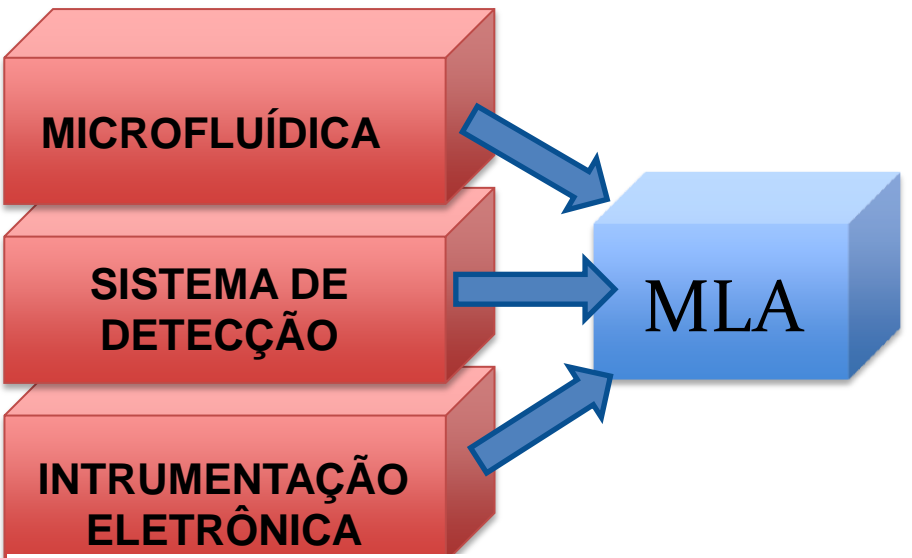 MICROFLUÍDICA
SISTEMA DE
DETECÇÃO
MLA
INTRUMENTAÇÃO
ELETRÔNICA